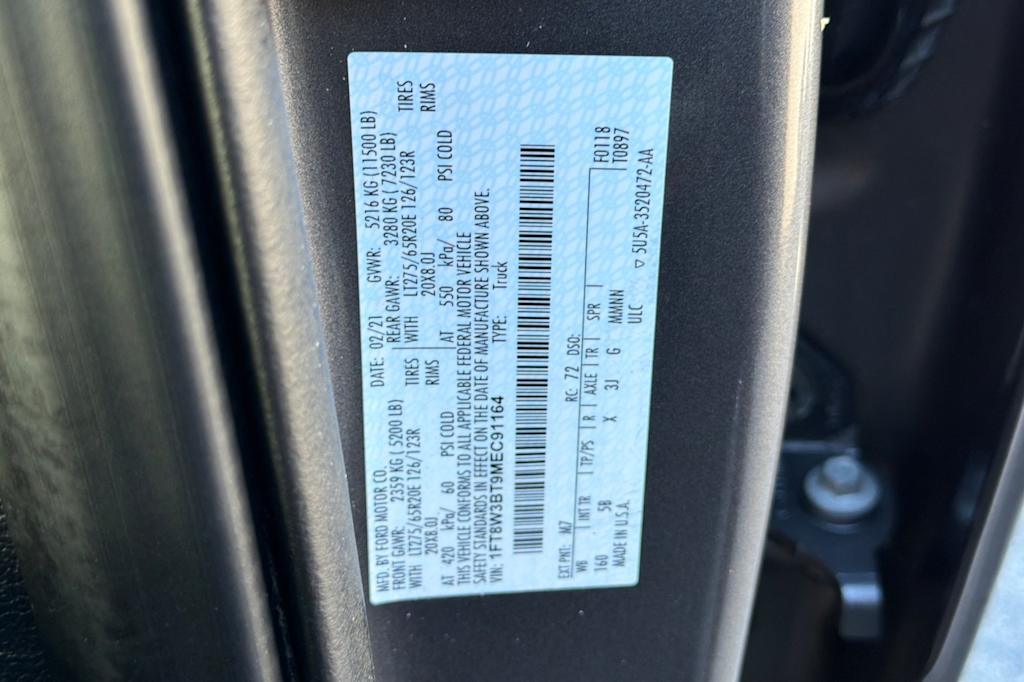 MFD. BY FORD MOTOR CO.
DATE: 02/21 GVWR: 5216 KG (11500 LB)
FRONT GAWR: 2359 KG ( 5200 LB) REAR GAWR: 3280 KG ( 7230 LB)
WITH LT275/65R20E 126/123R TIRES WITH LT275/65R20E 126/123R TIRES
20X8.0J RIMS 20X8.0J RIMS
AT 420 kPa/ 60 PSI COLD AT 550 kPa/ 80 PSI COLD
THIS VEHICLE CONFORMS TO ALL APPLICABLE FEDERAL MOTOR VEHICLE
SAFETY STANDARDS IN EFFECT ON THE DATE OF MANUFACTURE SHOWN ABOVE.
VIN: 1FT8W3BT9MEC91164 TYPE: Truck
EXT PNT: M7 RC: 72 DSO: F0118
WB INT TR TP/PS R AXLE TR SPR T0897
160 5B X 3J G MMNNN
MADE IN U.S.A. ULC ▽ 5U5A-3520472-AA